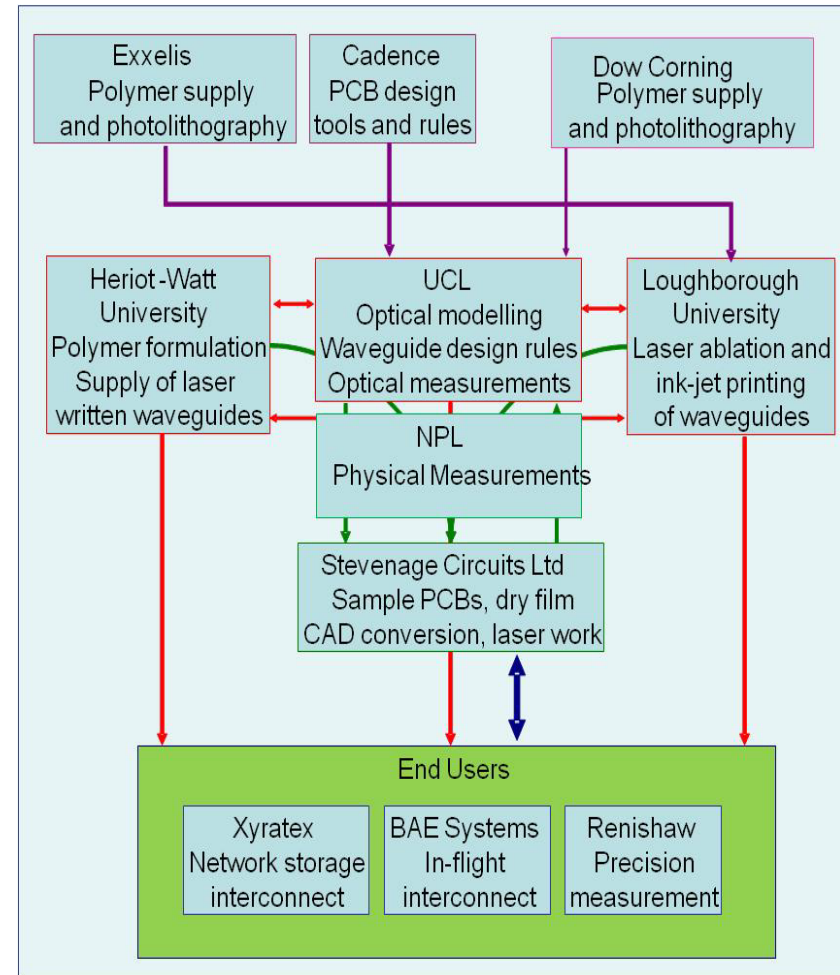 Exxelis
Polymer supply
and photolithography
Cadence
PCB design
tools and rules
Dow Corning
Polymer supply
and photolithography
Heriot-Watt
University
Polymer formulation
Supply of laser
written waveguides
UCL
Optical modelling
Waveguide design rules
Optical measurements
Loughborough
University
Laser ablation and
ink-jet printing
of waveguides
NPL
Physical Measurements
Stevenage Circuits Ltd
Sample PCBs, dry film
CAD conversion, laser work
End Users
Xyratex
Network storage
interconnect
BAE Systems
In-flight
interconnect
Renishaw
Precision
measurement